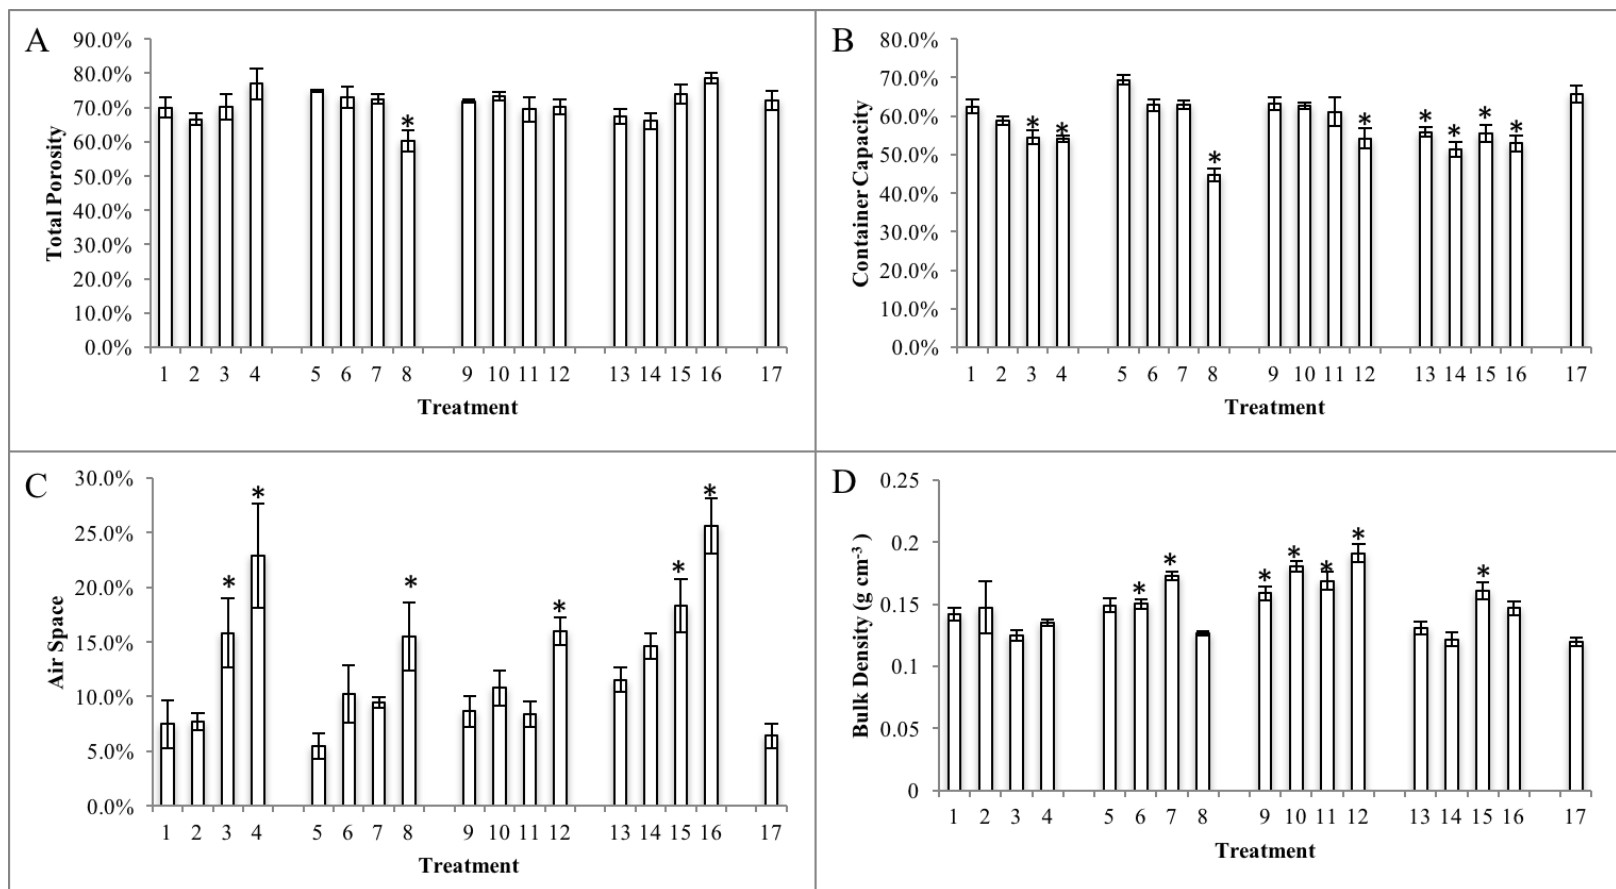 A
Total Porosity
90.0%
80.0%
70.0%
60.0%
50.0%
40.0%
30.0%
20.0%
10.0%
0.0%
*
1 2 3 4 5 6 7 8 9 10 11 12 13 14 15 16 17
Treatment
B
Container Capacity
80.0%
70.0%
60.0%
50.0%
40.0%
30.0%
20.0%
10.0%
0.0%
* * * * * * * *
1 2 3 4 5 6 7 8 9 10 11 12 13 14 15 16 17
Treatment
C
Air Space
30.0%
25.0%
20.0%
15.0%
10.0%
5.0%
0.0%
* * * * * *
1 2 3 4 5 6 7 8 9 10 11 12 13 14 15 16 17
Treatment
D
Bulk Density (g cm⁻³ )
0.25
0.2
0.15
0.1
0.05
0
* * * * * * *
1 2 3 4 5 6 7 8 9 10 11 12 13 14 15 16 17
Treatment